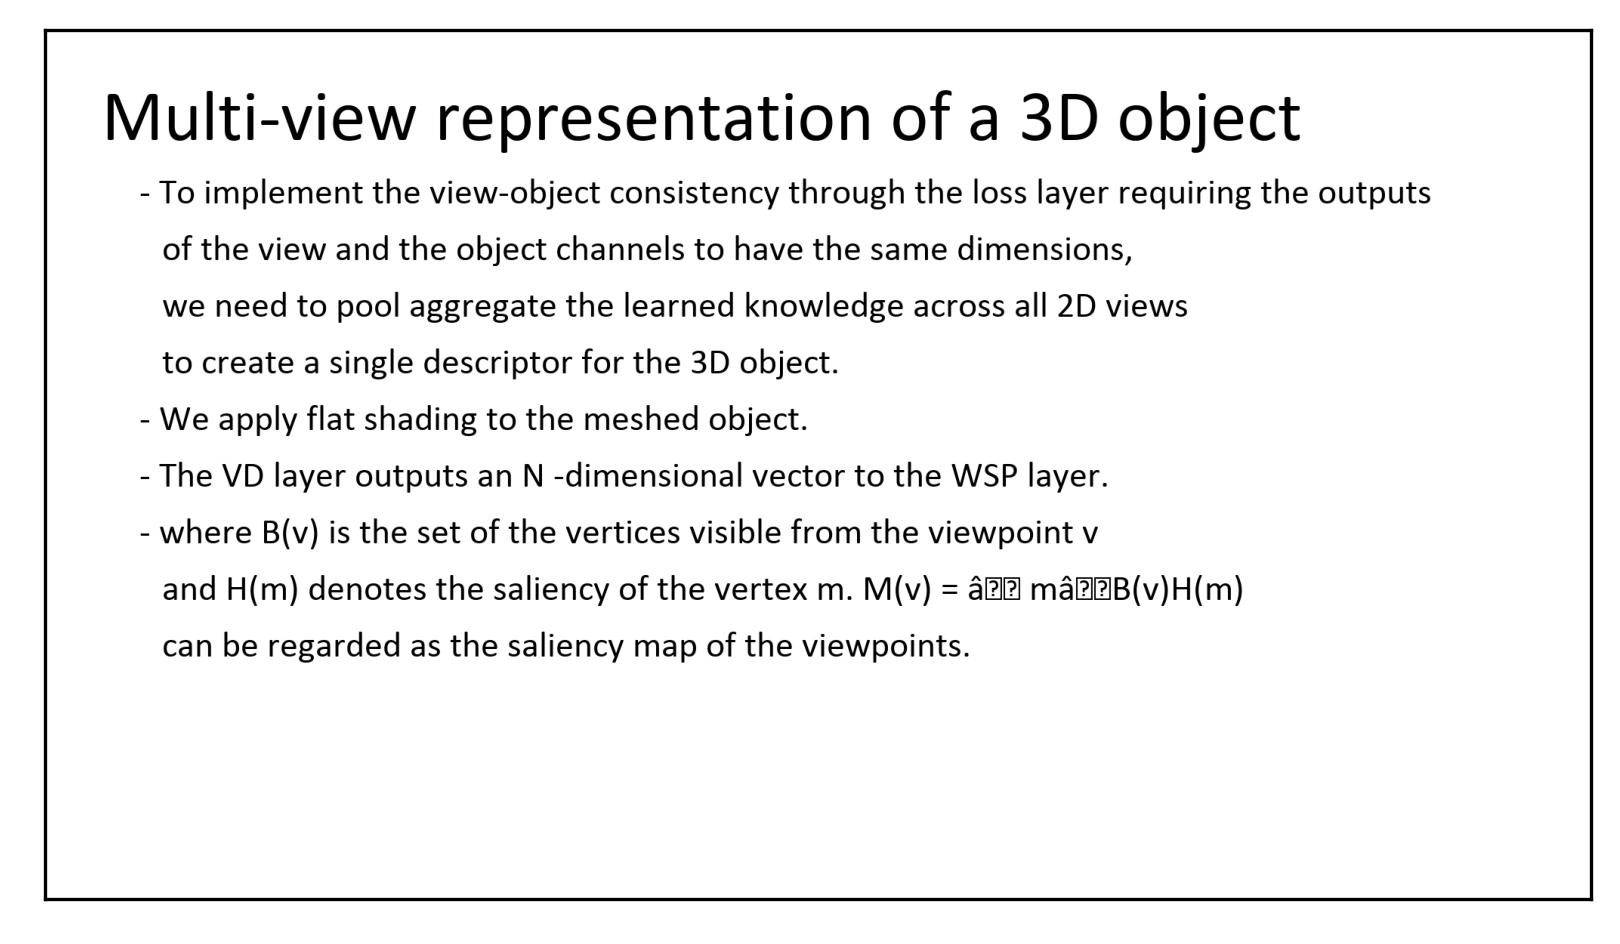 Multi-view representation of a 3D object
- To implement the view-object consistency through the loss layer requiring the outputs
of the view and the object channels to have the same dimensions,
we need to pool aggregate the learned knowledge across all 2D views
to create a single descriptor for the 3D object.
- We apply flat shading to the meshed object.
- The VD layer outputs an N -dimensional vector to the WSP layer.
- where B(v) is the set of the vertices visible from the viewpoint v
and H(m) denotes the saliency of the vertex m. M(v) = â⍰⍰ mâ⍰⍰B(v)H(m)
can be regarded as the saliency map of the viewpoints.